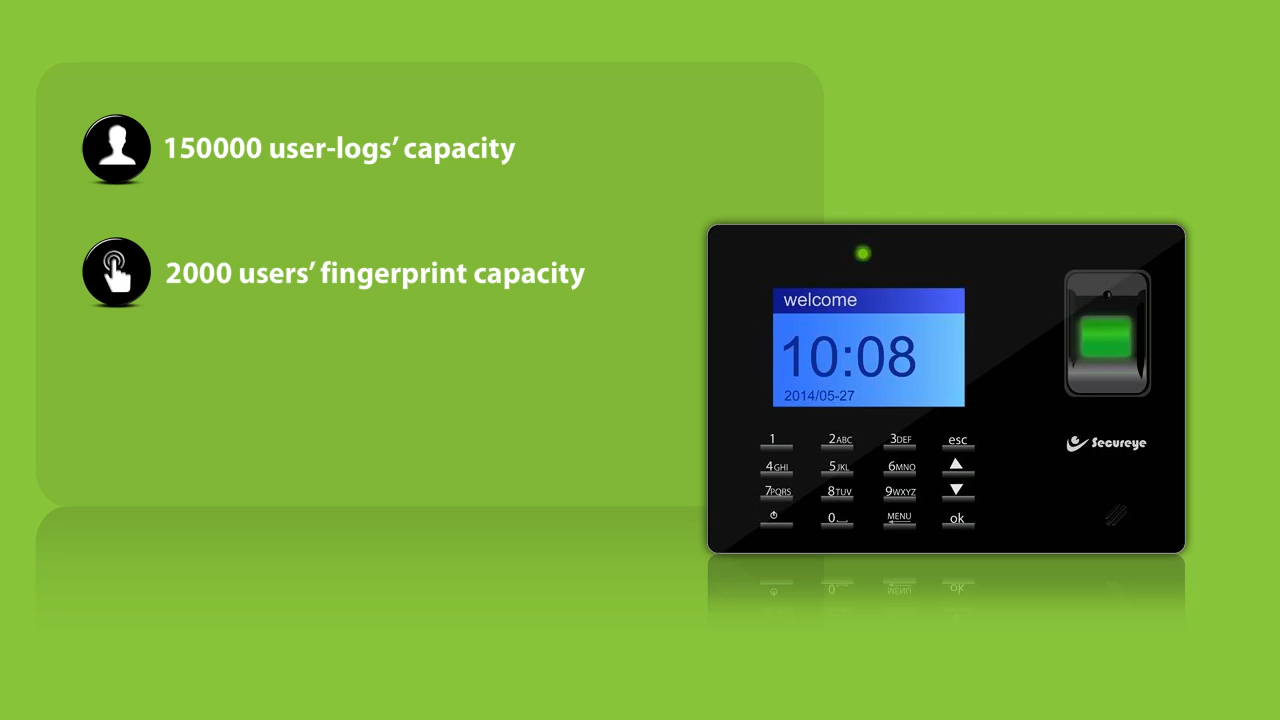 150000 user-logs’ capacity
2000 users’ fingerprint capacity
welcome
10:08
2014/05-27
1 2ABC 3DEF esc
4GHI 5JKL 6MNO
7PQRS 8TUV 9WXYZ
0 MENU ok
Secureye